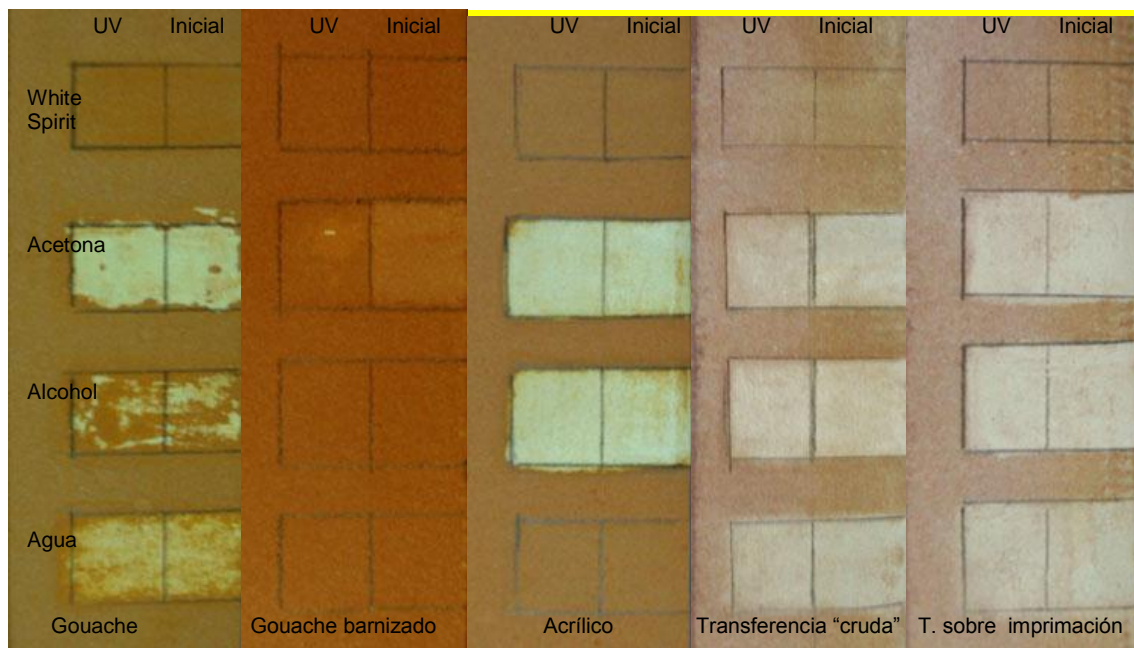 UV Inicial UV Inicial UV Inicial UV Inicial UV Inicial
White
Spirit
Acetona
Alcohol
Agua
Gouache Gouache barnizado Acrílico Transferencia “cruda” T. sobre imprimación